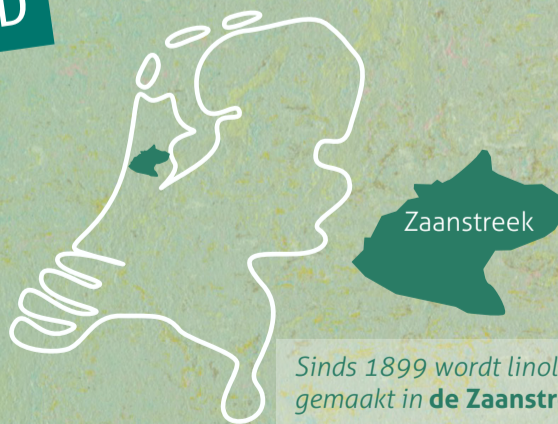 D
Zaanstreek
Sinds 1899 wordt linol
gemaakt in de Zaanstr